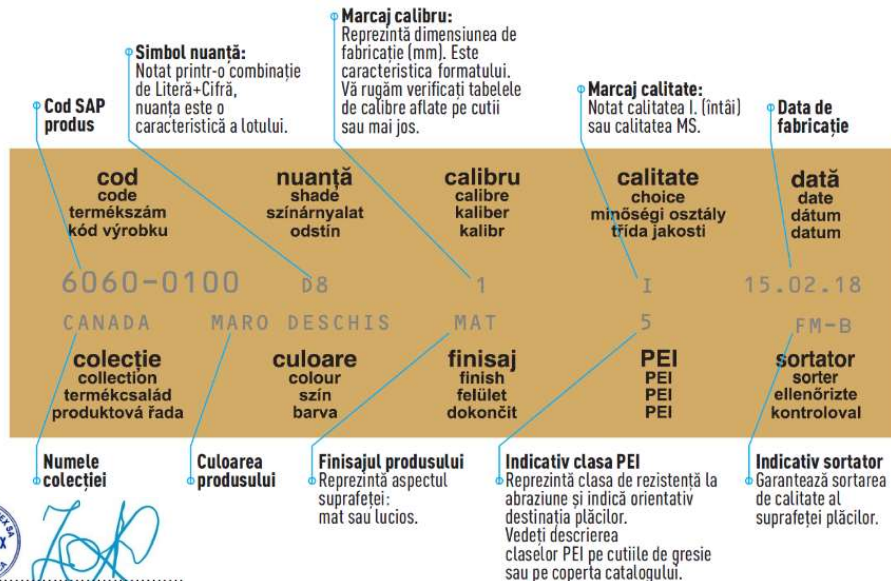 Marcaj calibru:
Reprezintă dimensiunea de
fabricație (mm). Este
caracteristica formatului.
Vă rugăm verificați tabelele
de calibre aflate pe cutii
sau mai jos.
Simbol nuanță:
Notat printr-o combinație
de Literă+Cifră,
nuanța este o
caracteristică a lotului.
Marcaj calitate:
Notat calitatea I. (întâi)
sau calitatea MS.
Cod SAP
produs
Data de
fabricație
cod
code
termékszám
kód výrobku
nuanță
shade
színárnyalat
odstín
calibru
calibre
kaliber
kalibr
calitate
choice
minőségi osztály
třída jakosti
dată
date
dátum
datum
6060-0100 D8 1 I 15.02.18
CANADA MARO DESCHIS MAT 5 FM-B
colecție
collection
termékcsalád
produktová řada
culoare
colour
szín
barva
finisaj
finish
felület
dokončit
PEI
PEI
PEI
PEI
sortator
sorter
ellenőrizte
kontroloval
Numele
colecției
Culoarea
produsului
Finisajul produsului
Reprezintă aspectul
suprafeței:
mat sau lucios.
Indicativ clasa PEI
Reprezintă clasa de rezistență la
abraziune și indică orientativ
destinația plăcilor.
Vedeți descrierea
claselor PEI pe cutiile de gresie
sau pe coperta catalogului.
Indicativ sortator
Garantează sortarea
de calitate al
suprafeței plăcilor.